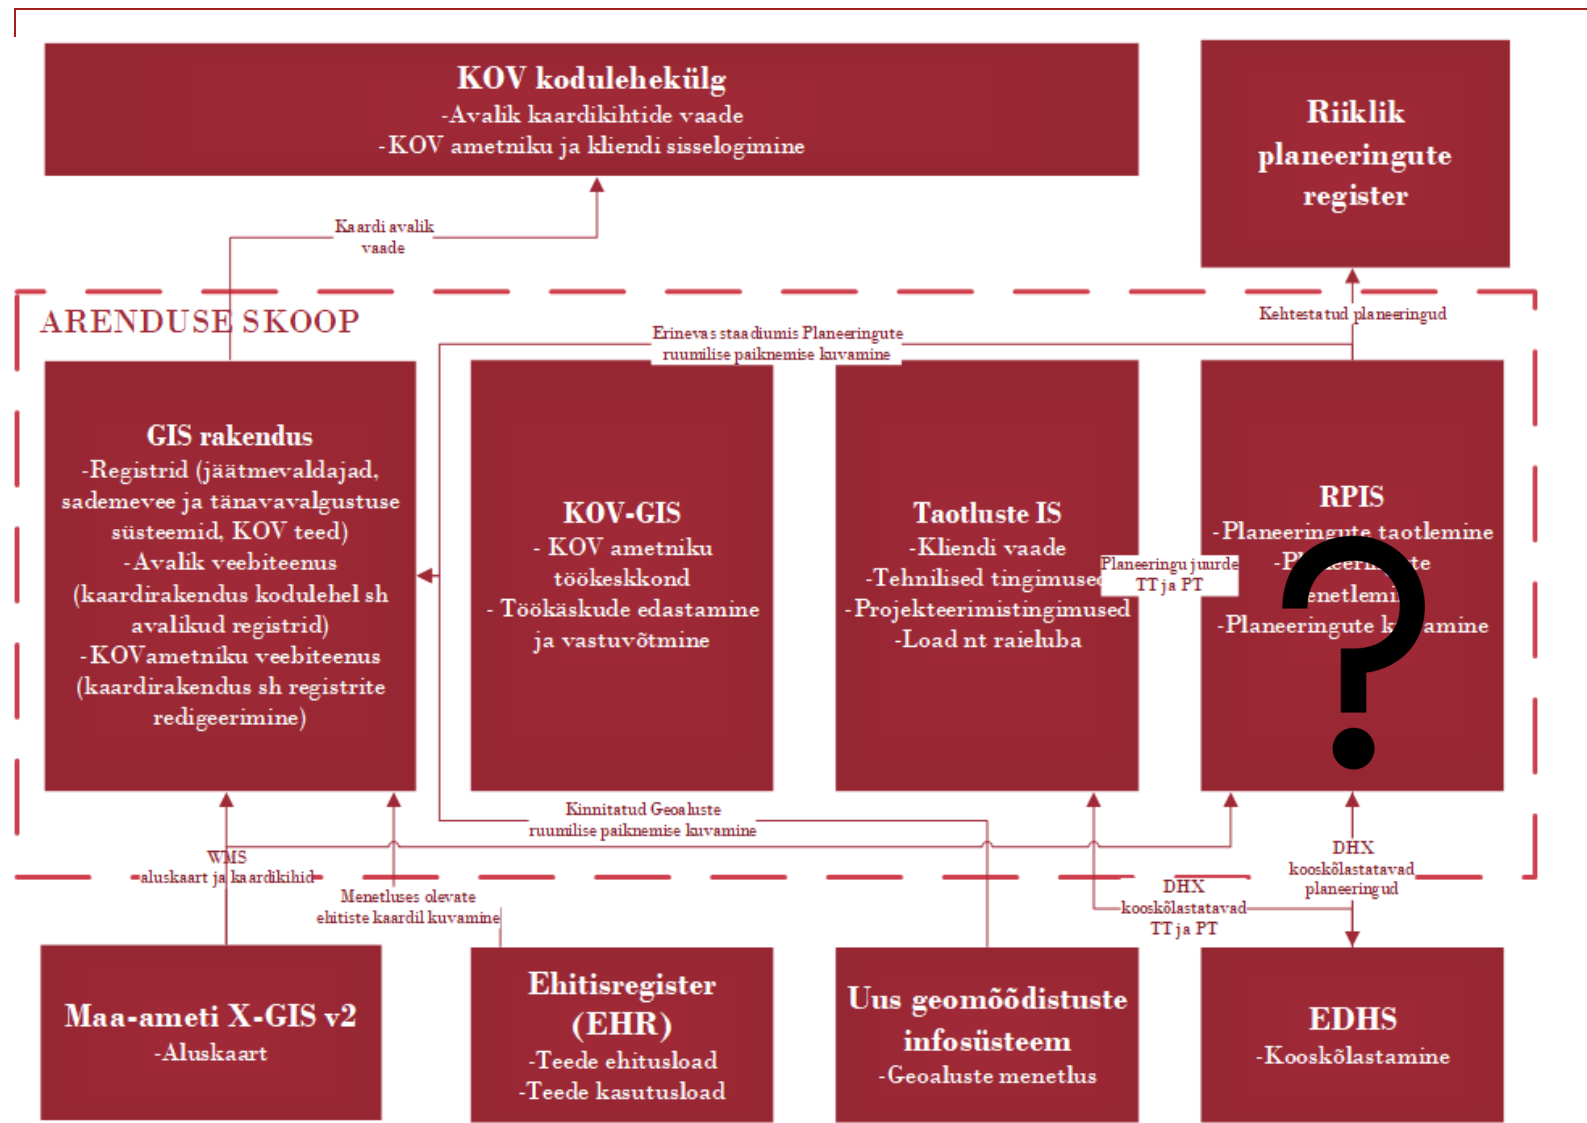 KOV kodulehekülg
-Avalik kaardikihtide vaade
-KOV ametniku ja kliendi sisselogimine
Riiklik
planeeringute
register
Kaardi avalik
vaade
ARENDUSE SKOOP
Kehtestatud planeeringud
Erinevas staadiumis Planeeringute
ruumilise paiknemise kuvamine
GIS rakendus
-Registrid (jäätmevaldajad,
sademevee ja tänavavalgustuse
süsteemid, KOV teed)
-Avalik veebiteenus
(kaardirakendus kodulehel sh
avalikud registrid)
-KOVametniku veebiteenus
(kaardirakendus sh registrite
redigeerimine)
KOV-GIS
- KOV ametniku
töökeskkond
- Töökäskude edastamine
ja vastuvõtmine
Taotluste IS
-Kliendi vaade
-Tehnilised tingimused
-Projekteerimistingimused
-Load nt raieluba
Planeeringu juurde
TT ja PT
RPIS
-Planeeringute taotlemine
-Planeeringute
-Planeeringute
?
Kinnitatud Geoaluste
ruumilise paiknemise kuvamine
WMS
aluskaart ja kaardikihid
Menetluses olevate
ehitiste kaardil kuvamine
DHX
kooskõlastatavad
planeeringud
DHX
kooskõlastatavad
TT ja PT
Maa-ameti X-GIS v2
-Aluskaart
Ehitisregister
(EHR)
-Teede ehitusload
-Teede kasutusload
Uus geomõõdistuste
infosüsteem
-Geoaluste menetlus
EDHS
-Kooskõlastamine